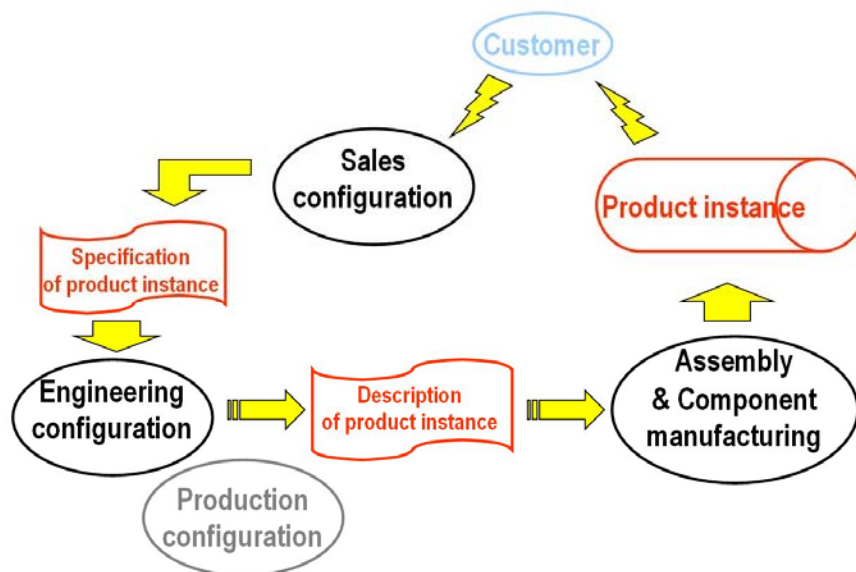 Customer
Sales
configuration
Product instance
Specification
of product instance
Engineering
configuration
Description
of product instance
Assembly
& Component
manufacturing
Production
configuration